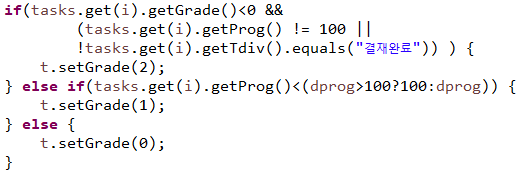 if(tasks.get(i).getGrade()<0 &&
(tasks.get(i).getProg() != 100 ||
!tasks.get(i).getTdiv().equals("결재완료")) ) {
t.setGrade(2);
} else if(tasks.get(i).getProg()<(dprog>100?100:dprog)) {
t.setGrade(1);
} else {
t.setGrade(0);
}